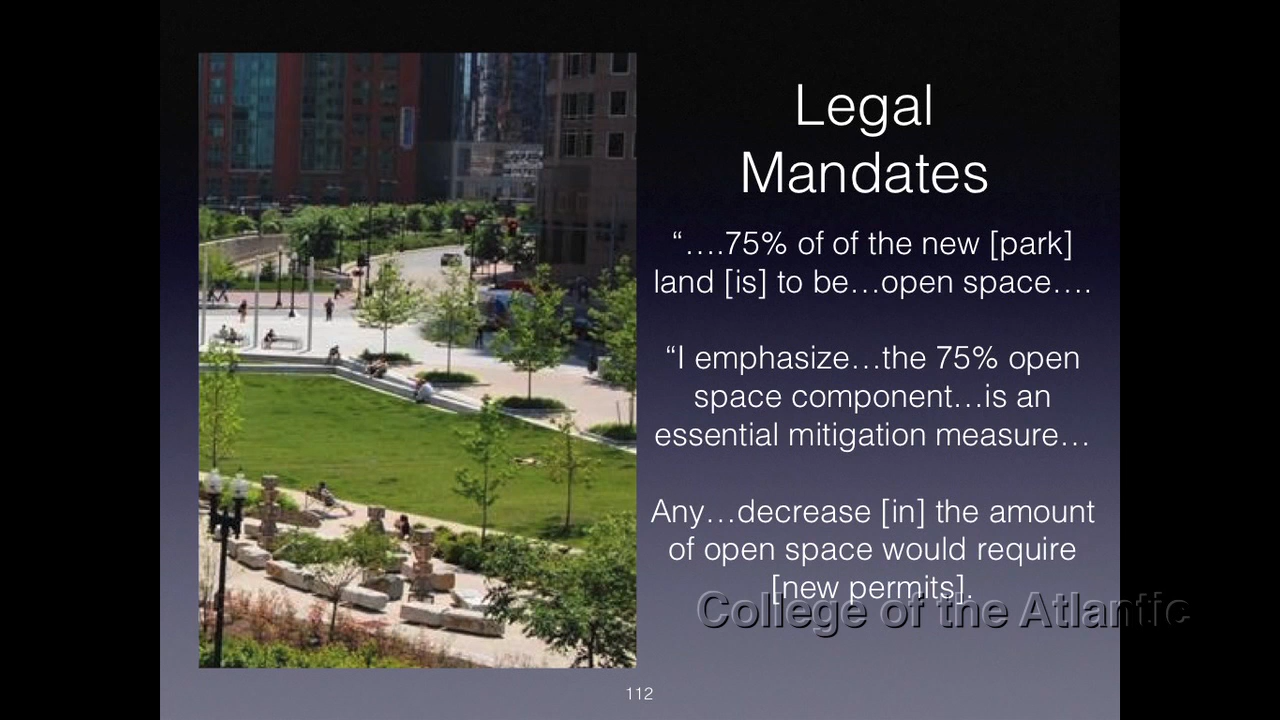 Legal
Mandates
“….75% of of the new [park]
land [is] to be…open space….
“I emphasize…the 75% open
space component…is an
essential mitigation measure…
Any…decrease [in] the amount
of open space would require
[new permits].
College of the Atlantic
112